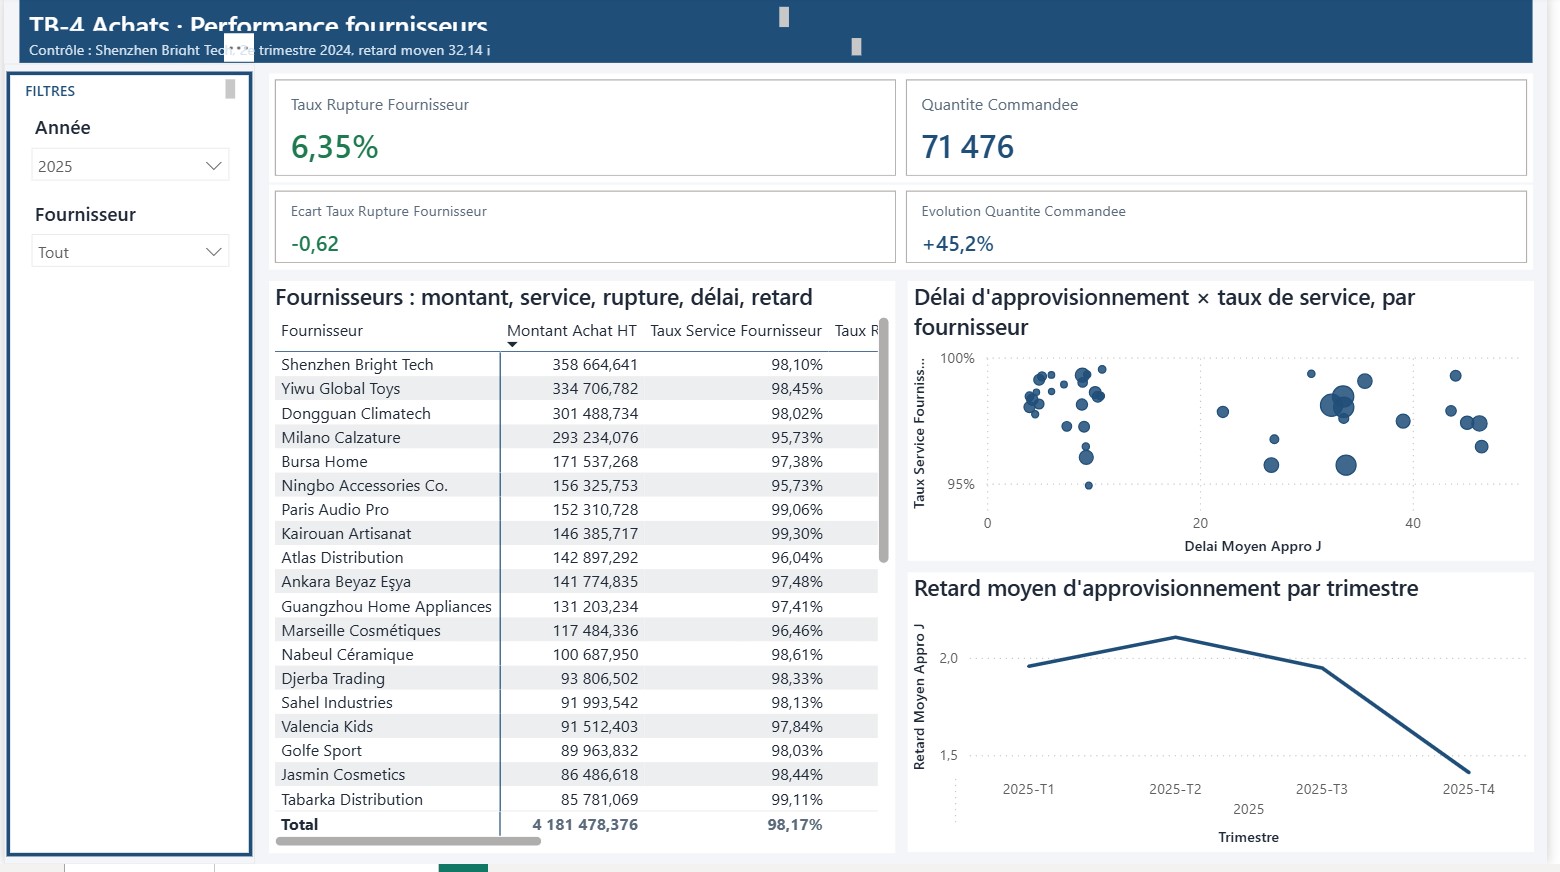 TB-4 Achats · Performance fournisseurs
Contrôle : Shenzhen Bright Tech, trimestre 2024, retard moyen 32,14 j
FILTRES
Année
2025
Fournisseur
Tout
Taux Rupture Fournisseur
6,35%
Quantite Commandee
71 476
Ecart Taux Rupture Fournisseur
-0,62
Evolution Quantite Commandee
+45,2%
Fournisseurs : montant, service, rupture, délai, retard
Fournisseur Montant Achat HT Taux Service Fournisseur Taux R
Shenzhen Bright Tech 358 664,641 98,10%
Yiwu Global Toys 334 706,782 98,45%
Dongguan Climatech 301 488,734 98,02%
Milano Calzature 293 234,076 95,73%
Bursa Home 171 537,268 97,38%
Ningbo Accessories Co. 156 325,753 95,73%
Paris Audio Pro 152 310,728 99,06%
Kairouan Artisanat 146 385,717 99,30%
Atlas Distribution 142 897,292 96,04%
Ankara Beyaz Eşya 141 774,835 97,48%
Guangzhou Home Appliances 131 203,234 97,41%
Marseille Cosmétiques 117 484,336 96,46%
Nabeul Céramique 100 687,950 98,61%
Djerba Trading 93 806,502 98,33%
Sahel Industries 91 993,542 98,13%
Valencia Kids 91 512,403 97,84%
Golfe Sport 89 963,832 98,03%
Jasmin Cosmetics 86 486,618 98,44%
Tabarka Distribution 85 781,069 99,11%
Total 4 181 478,376 98,17%
Délai d'approvisionnement × taux de service, par
fournisseur
Taux Service Fourniss...
100%
95%
0 20 40
Delai Moyen Appro J
Retard moyen d'approvisionnement par trimestre
Retard Moyen Appro J
2,0
1,5
2025-T1 2025-T2 2025-T3 2025-T4
2025
Trimestre